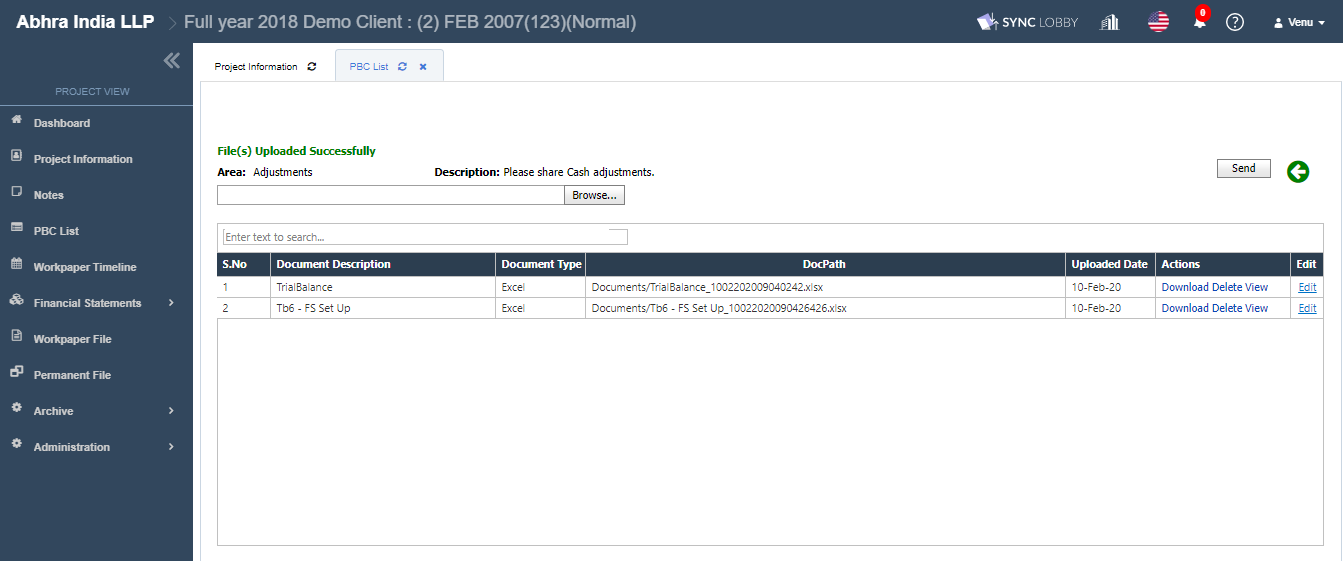 Abhra India LLP Full year 2018 Demo Client : (2) FEB 2007(123)(Normal) SYNC LOBBY 0 ? Venu
PROJECT VIEW
Dashboard
Project Information
Notes
PBC List
Workpaper Timeline
Financial Statements
Workpaper File
Permanent File
Archive
Administration
Project Information PBC List
File(s) Uploaded Successfully
Area: Adjustments Description: Please share Cash adjustments. Send
Browse...
Enter text to search...
S.No Document Description Document Type DocPath Uploaded Date Actions Edit
1 TrialBalance Excel Documents/TrialBalance_1002202009040242.xlsx 10-Feb-20 Download Delete View Edit
2 Tb6 - FS Set Up Excel Documents/Tb6 - FS Set Up_10022020090426426.xlsx 10-Feb-20 Download Delete View Edit